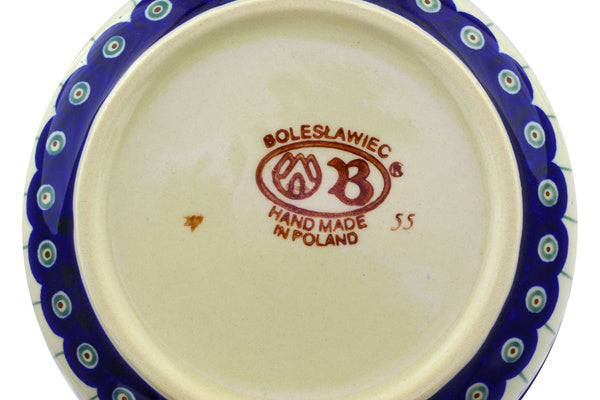 BOLESŁAWIEC
B ®
HAND MADE
IN POLAND
55